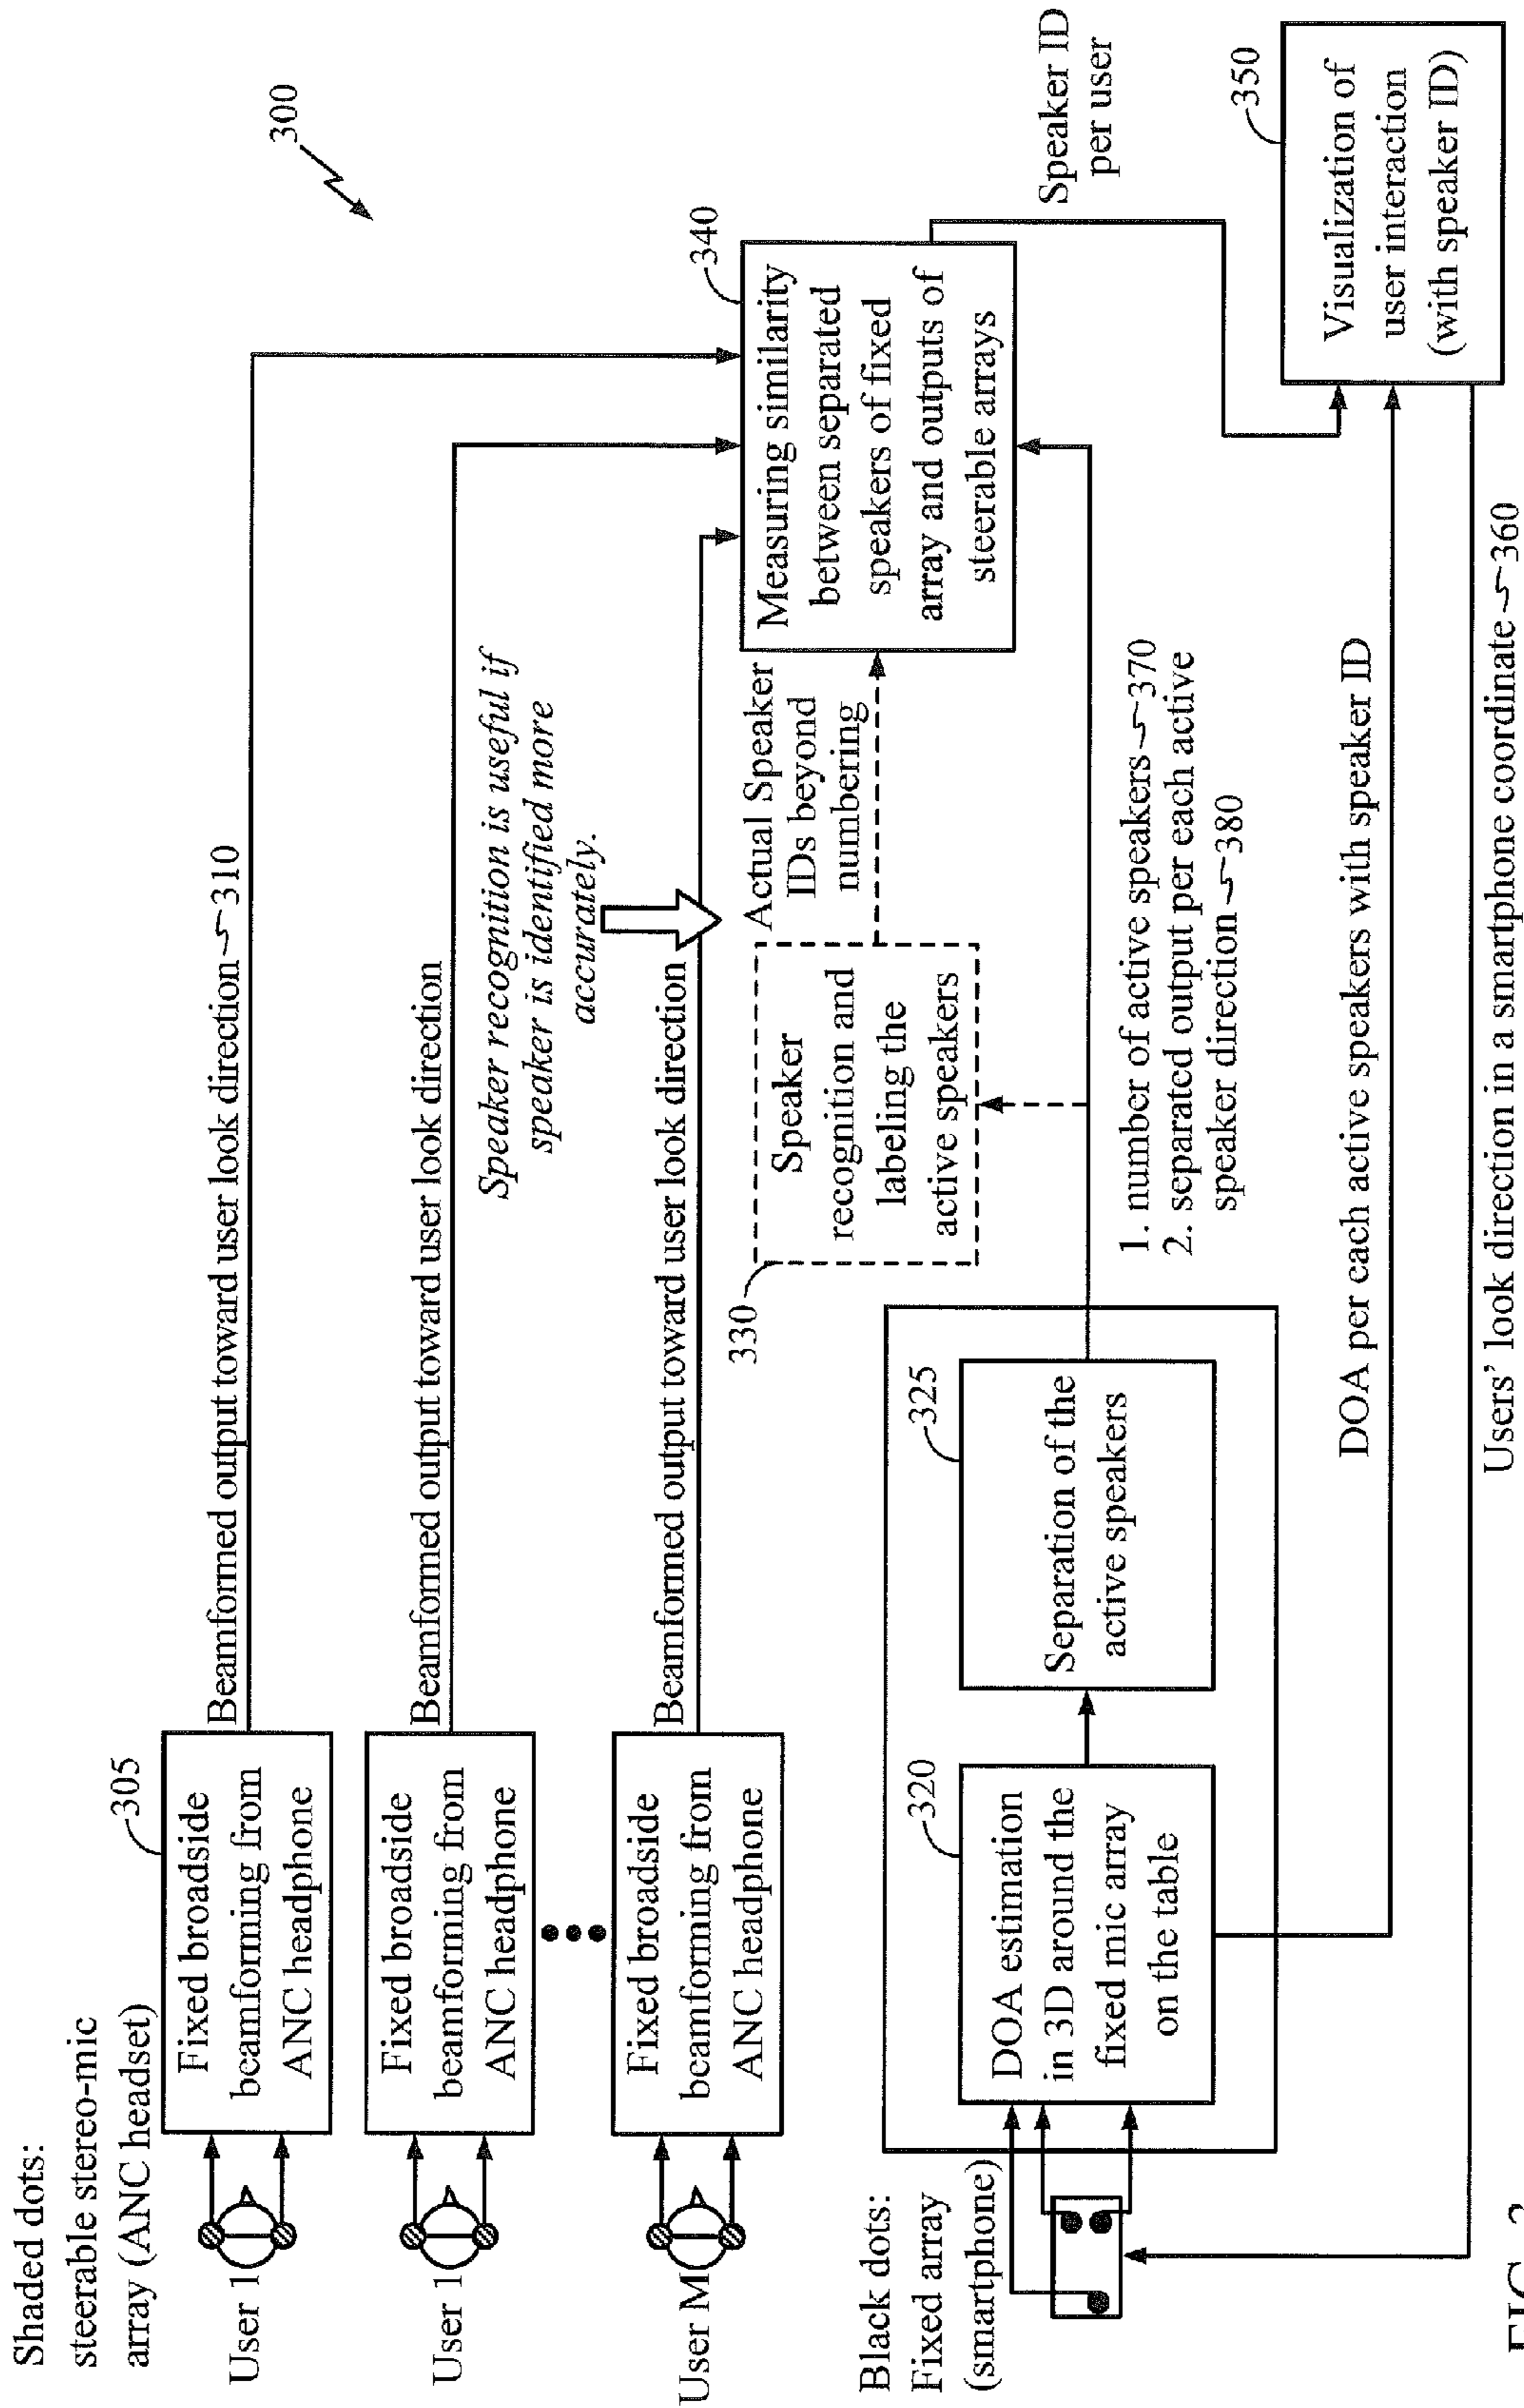 Shaded dots:
steerable stereo-mic
array (ANC headset)
User 1
Fixed broadside
beamforming from
ANC headphone
305
Beamformed output toward user look direction 310
User 1
Fixed broadside
beamforming from
ANC headphone
Beamformed output toward user look direction
User M
Fixed broadside
beamforming from
ANC headphone
Beamformed output toward user look direction
300
Speaker recognition is useful if
speaker is identified more
accurately.
Black dots:
Fixed array
(smartphone)
320
DOA estimation
in 3D around the
fixed mic array
on the table
325
Separation of the
active speakers
330
Speaker
recognition and
labeling the
active speakers
Actual Speaker
IDs beyond
numbering
340
Measuring similarity
between separated
speakers of fixed
array and outputs of
steerable arrays
1. number of active speakers 370
2. separated output per each active
speaker direction 380
Speaker ID
per user
350
Visualization of
user interaction
(with speaker ID)
DOA per each active speakers with speaker ID
Users' look direction in a smartphone coordinate 360
FIG.